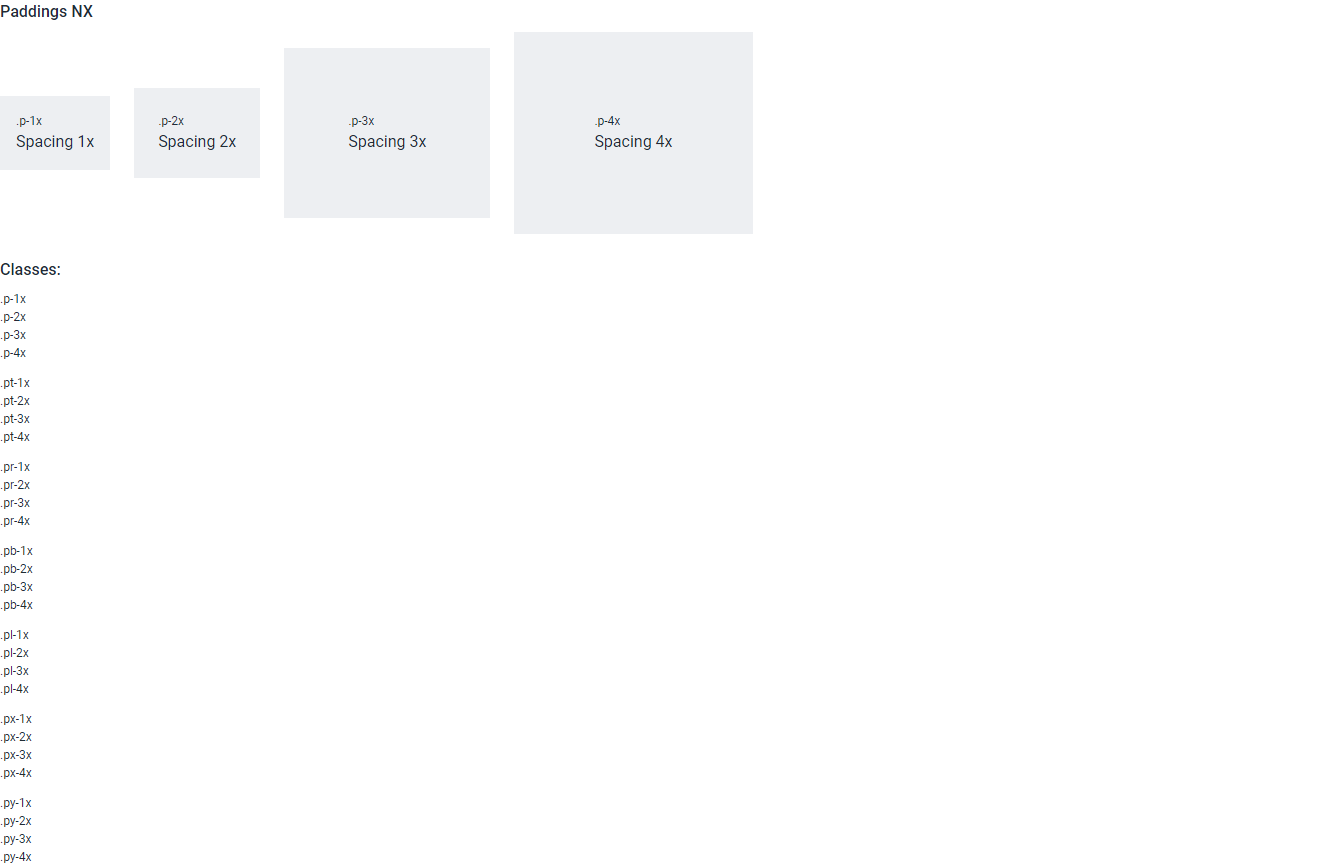 Paddings NX
.p-1x
Spacing 1x
.p-2x
Spacing 2x
.p-3x
Spacing 3x
.p-4x
Spacing 4x
Classes:
.p-1x
.p-2x
.p-3x
.p-4x
.pt-1x
.pt-2x
.pt-3x
.pt-4x
.pr-1x
.pr-2x
.pr-3x
.pr-4x
.pb-1x
.pb-2x
.pb-3x
.pb-4x
.pl-1x
.pl-2x
.pl-3x
.pl-4x
.px-1x
.px-2x
.px-3x
.px-4x
.py-1x
.py-2x
.py-3x
.py-4x